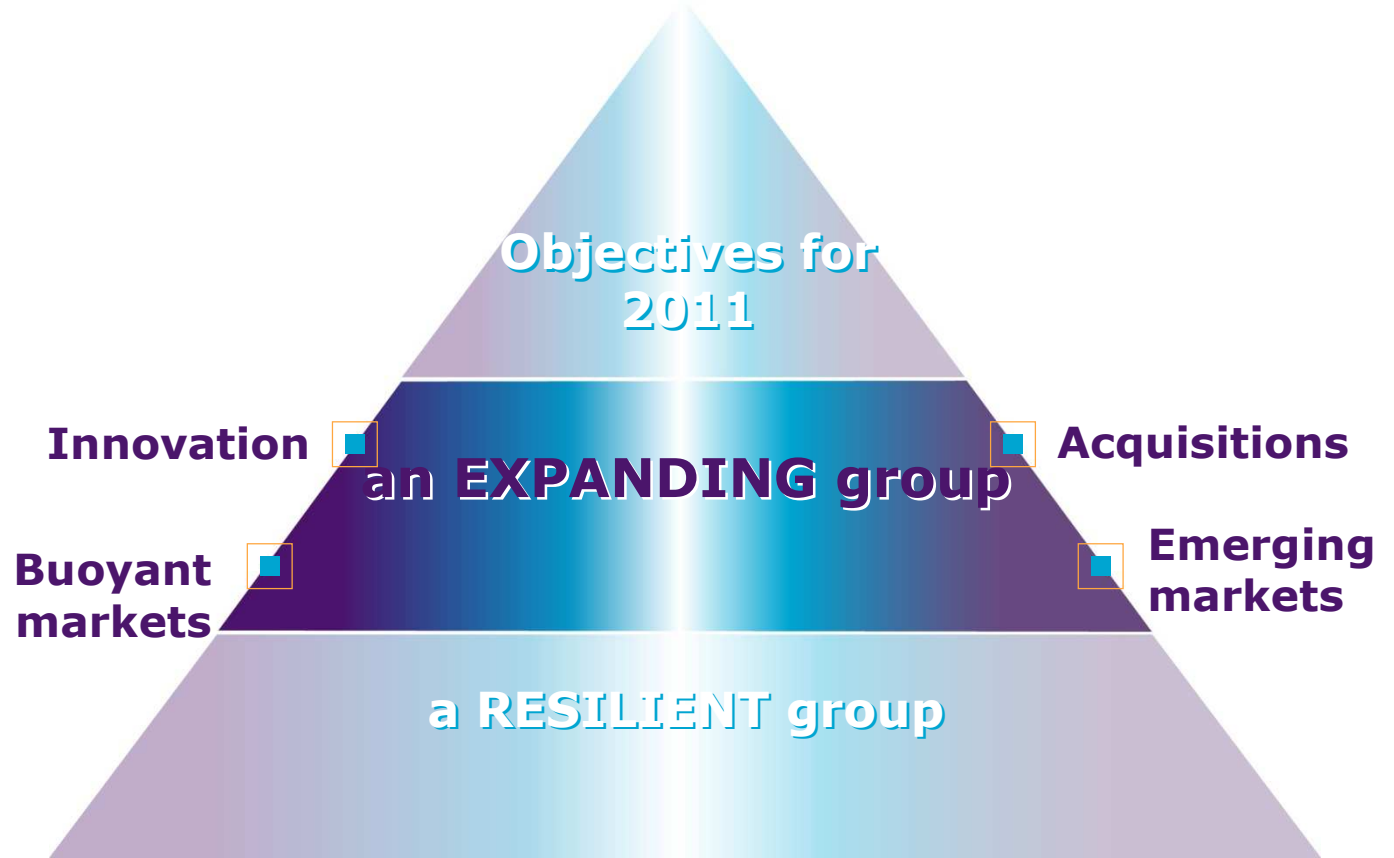 Objectives for
2011
Innovation
Acquisitions
an EXPANDING group
Buoyant
markets
Emerging
markets
a RESILIENT group